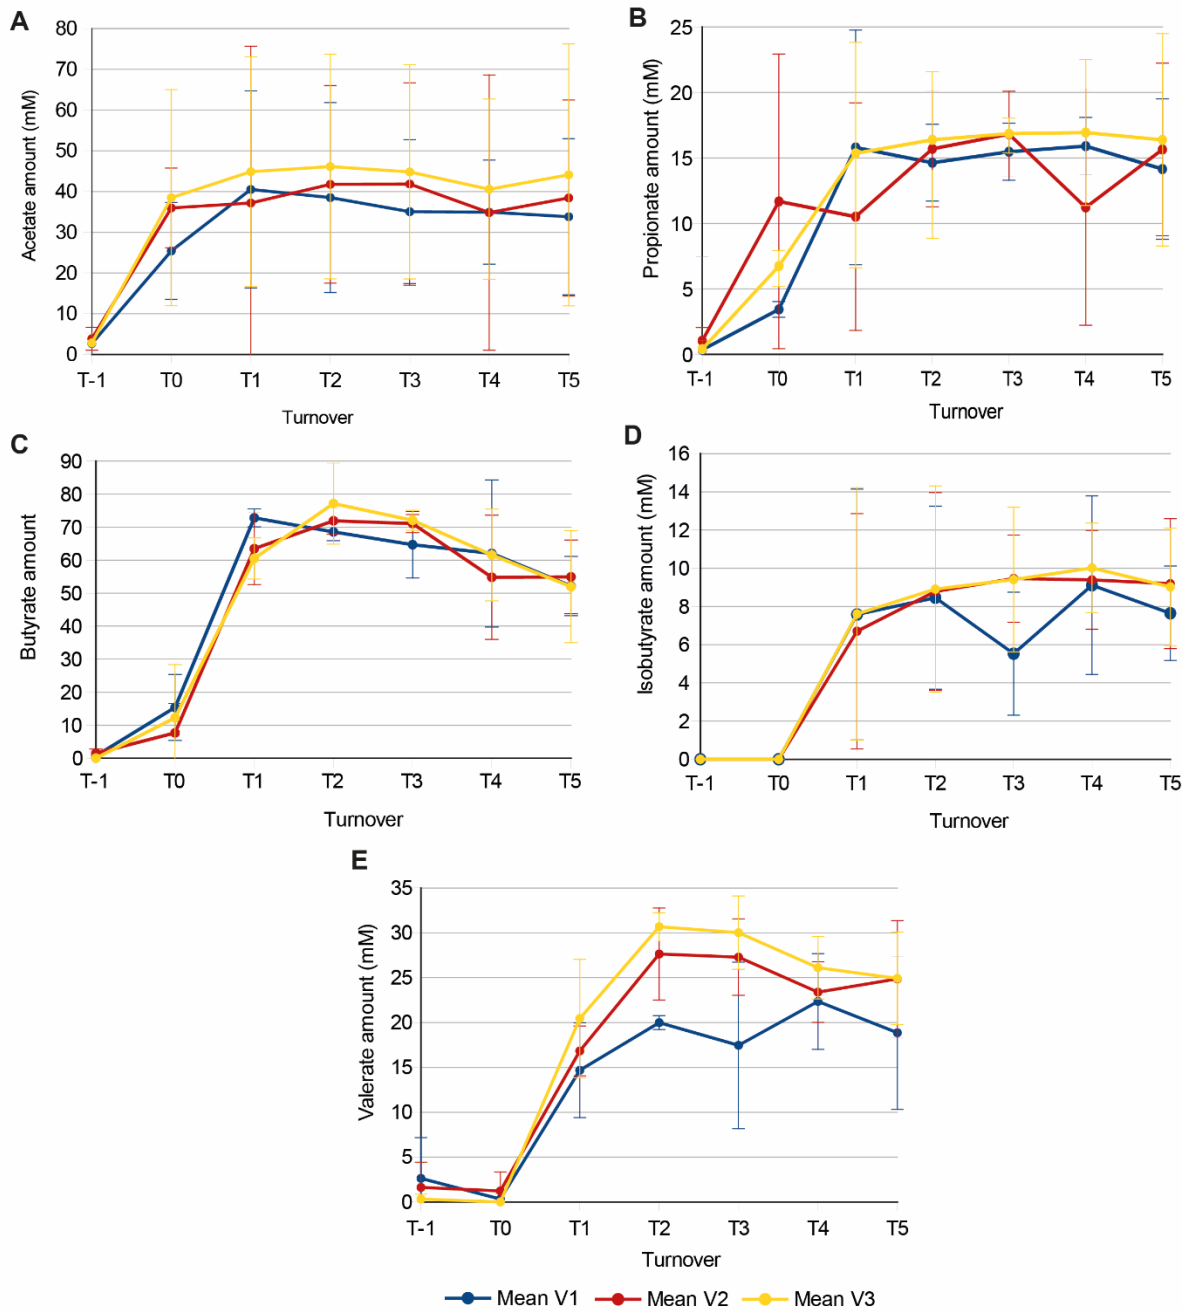 A
80
70
60
50
40
30
20
10
0
Acetate amount (mM)
T-1 T0 T1 T2 T3 T4 T5
Turnover
B
25
20
15
10
5
0
Propionate amount (mM)
T-1 T0 T1 T2 T3 T4 T5
Turnover
C
90
80
70
60
50
40
30
20
10
0
Butyrate amount
T-1 T0 T1 T2 T3 T4 T5
Turnover
D
16
14
12
10
8
6
4
2
0
Isobutyrate amount (mM)
T-1 T0 T1 T2 T3 T4 T5
Turnover
E
35
30
25
20
15
10
5
0
Valerate amount (mM)
T-1 T0 T1 T2 T3 T4 T5
Turnover
Mean V1 Mean V2 Mean V3